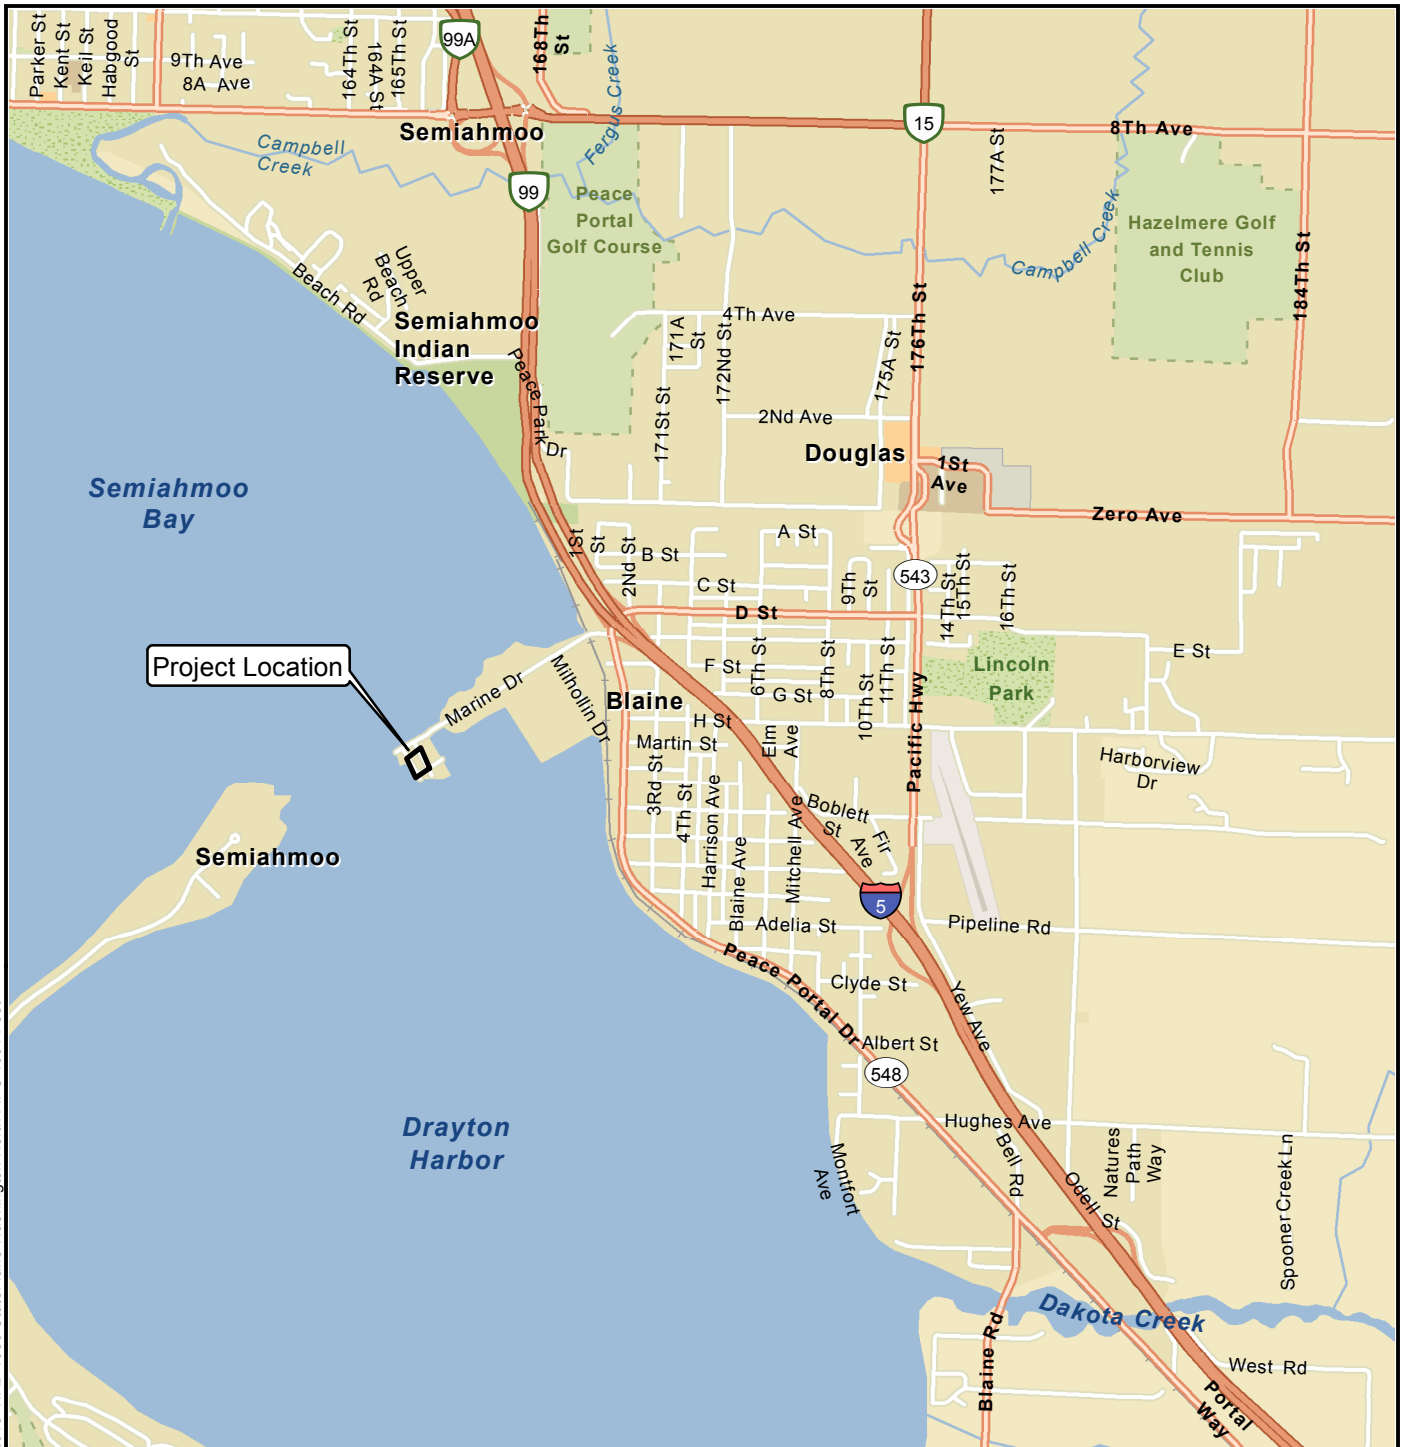 Parker St
Kent St
Keil St
Habgood
St
9Th Ave
8A Ave
164Th St
164A St
165Th St
99A
168Th
St
Fergus Creek
15
8Th Ave
177A St
Semiahmoo
Campbell
Creek
99
Peace
Portal
Golf Course
Campbell Creek
Hazelmere Golf
and Tennis
Club
184Th St
Upper
Beach
Rd
Beach Rd
Semiahmoo
Indian
Reserve
Peace Park Dr
4Th Ave
171A
St
172Nd St
171St St
175A St
176Th St
2Nd Ave
Douglas
1St
Ave
Zero Ave
Semiahmoo
Bay
1St
St
2Nd St
A St
B St
C St
D St
9Th
St
543
14Th St
15Th St
16Th St
E St
Lincoln
Park
Project Location
Marine Dr
Milhollin Dr
Blaine
F St
6Th St
G St
8Th St
10Th St
11Th St
Pacific Hwy
H St
Martin St
Elm
Ave
3Rd St
4Th St
Harrison Ave
Blaine Ave
Mitchell Ave
Boblett
St
Fir
Ave
Harborview
Dr
Semiahmoo
5
Adelia St
Pipeline Rd
Peace Portal Dr
Clyde St
Yew Ave
Albert St
548
Hughes Ave
Bell Rd
Drayton
Harbor
Montfort
Ave
Natures
Path
Way
Odell St
Spooner Creek Ln
Dakota Creek
Blaine Rd
West Rd
Portal
Way